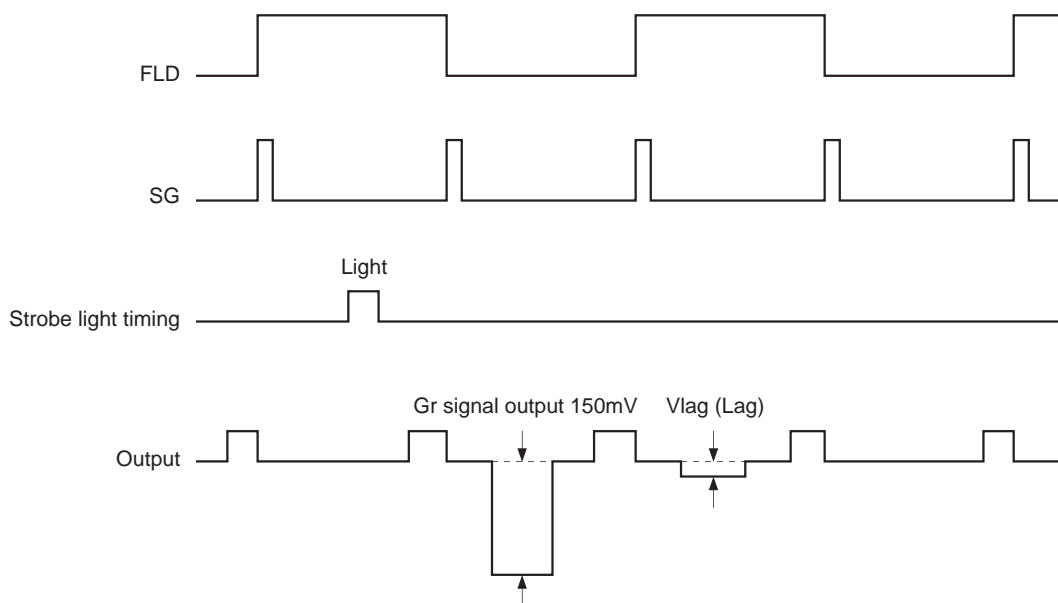 FLD
SG
Light
Strobe light timing
Gr signal output 150mV Vlag (Lag)
Output